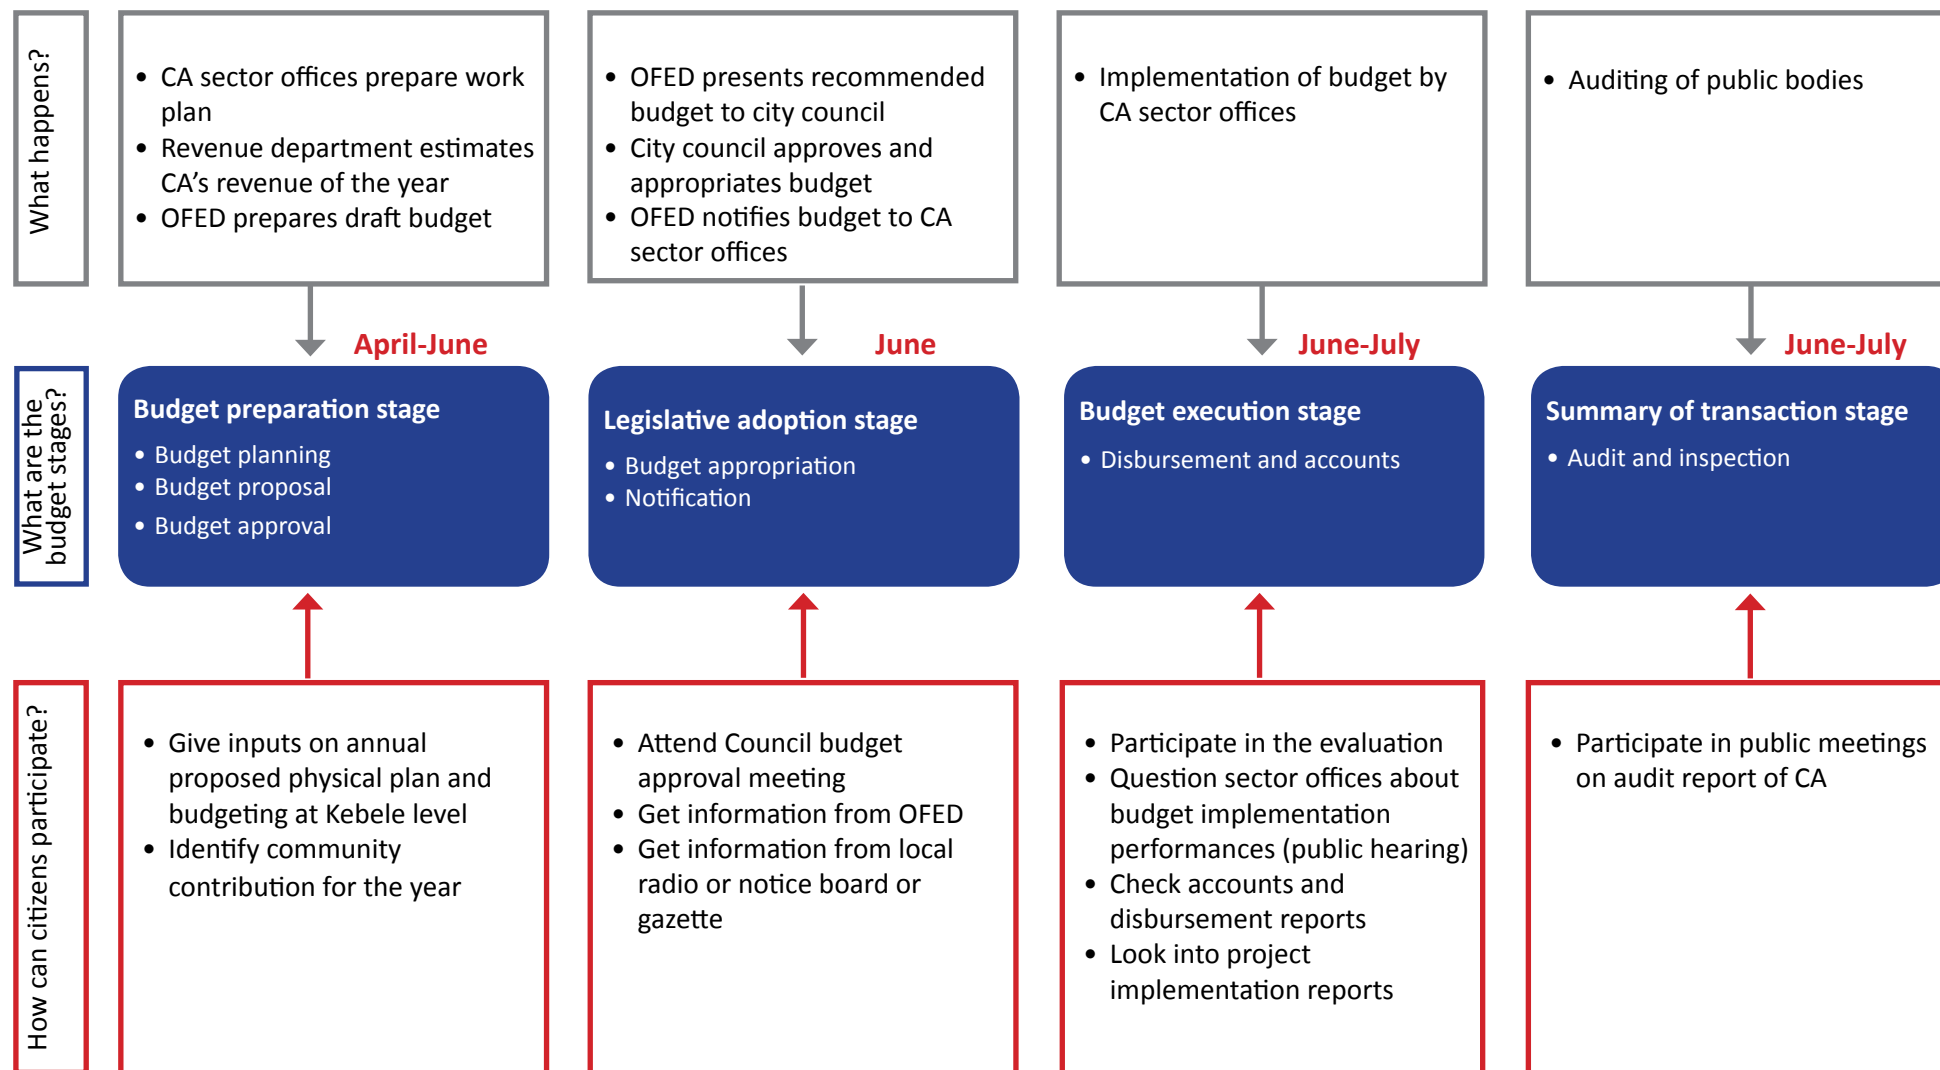 What happens?
• CA sector offices prepare work
plan
• Revenue department estimates
CA’s revenue of the year
• OFED prepares draft budget
• OFED presents recommended
budget to city council
• City council approves and
appropriates budget
• OFED notifies budget to CA
sector offices
• Implementation of budget by
CA sector offices
• Auditing of public bodies
April-June
June
June-July
June-July
What are the
budget stages?
Budget preparation stage
• Budget planning
• Budget proposal
• Budget approval
Legislative adoption stage
• Budget appropriation
• Notification
Budget execution stage
• Disbursement and accounts
Summary of transaction stage
• Audit and inspection
How can citizens participate?
• Give inputs on annual
proposed physical plan and
budgeting at Kebele level
• Identify community
contribution for the year
• Attend Council budget
approval meeting
• Get information from OFED
• Get information from local
radio or notice board or
gazette
• Participate in the evaluation
• Question sector offices about
budget implementation
performances (public hearing)
• Check accounts and
disbursement reports
• Look into project
implementation reports
• Participate in public meetings
on audit report of CA